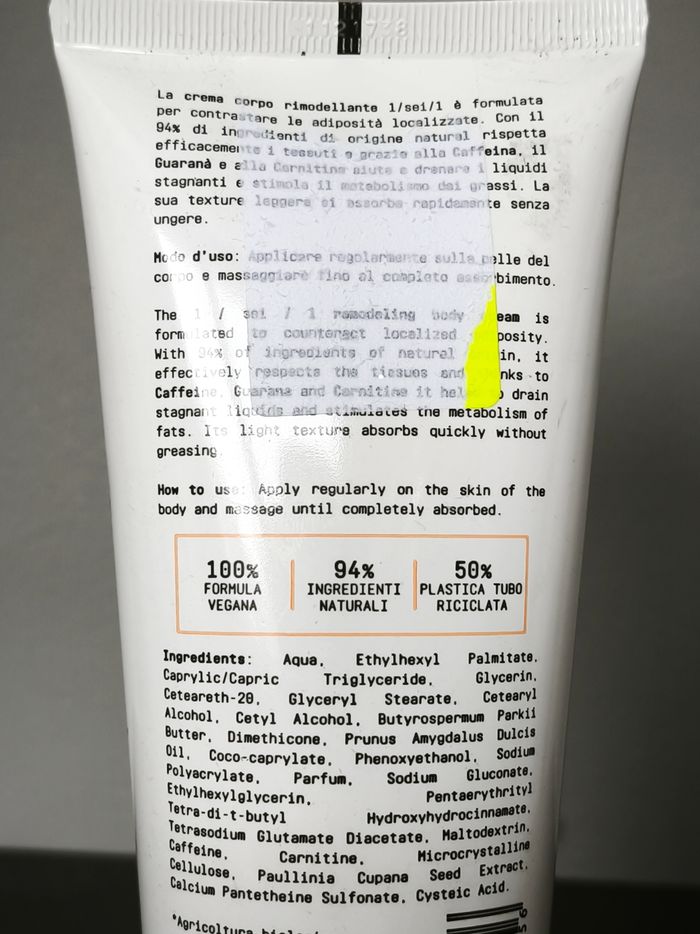 La crema corpo rimodellante 1/sei/1 è formulata
per contrastare le adiposità localizzate. Con il
94% di ingredienti di origine natural rispetta
efficacemente i tessuti e grazie alla Caffeina, il
Guaranà e alla Carnitina aiuta a drenare i liquidi
stagnanti e stimola il metabolismo dei grassi. La
sua texture leggera si assorbe rapidamente senza
ungere.
Modo d'uso: Applicare regolarmente sulla pelle del
corpo e massaggiare fino al completo assorbimento.
The 1 / sei / 1 remodeling body eam is
formulated to counteract localized posity.
With 94% of ingredients of natural in, it
effectively respects the tissues and nks to
Caffeine, Guarana and Carnitine it hel drain
stagnant liquids and stimulates the metabolism of
fats. Its light texture absorbs quickly without
greasing
How to use: Apply regularly on the skin of the
body and massage until completely absorbed.
100%
FORMULA
VEGANA
94%
INGREDIENTI
NATURALI
50%
PLASTICA TUBO
RICICLATA
Ingredients: Aqua, Ethylhexyl Palmitate,
Caprylic/Capric Triglyceride, Glycerin,
Ceteareth-20, Glyceryl Stearate, Cetearyl
Alcohol, Cetyl Alcohol, Butyrospermum Parkii
Butter, Dimethicone, Prunus Amygdalus Dulcis
Oil, Coco-caprylate, Phenoxyethanol, Sodium
Polyacrylate, Parfum, Sodium Gluconate,
Ethylhexylglycerin, Pentaerythrityl
Tetra-di-t-butyl Hydroxyhydrocinnamate,
Tetrasodium Glutamate Diacetate, Maltodextrin,
Caffeine, Carnitine, Microcrystalline
Cellulose, Paullinia Cupana Seed Extract,
Calcium Pantetheine Sulfonate, Cysteic Acid.
*Agricoltura